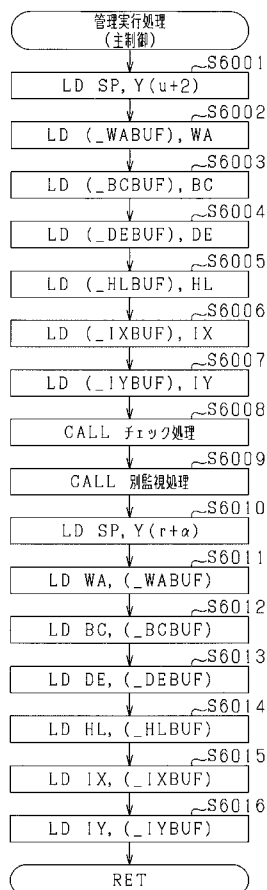 管理実行処理
(主制御)
S6001
LD SP, Y(u+2)
S6002
LD (_WABUF), WA
S6003
LD (_BCBUF), BC
S6004
LD (_DEBUF), DE
S6005
LD (_HLBUF), HL
S6006
LD (_IXBUF), IX
S6007
LD (_IYBUF), IY
S6008
CALL チェック処理
S6009
CALL 別監視処理
S6010
LD SP, Y(r+α)
S6011
LD WA, (_WABUF)
S6012
LD BC, (_BCBUF)
S6013
LD DE, (_DEBUF)
S6014
LD HL, (_HLBUF)
S6015
LD IX, (_IXBUF)
S6016
LD IY, (_IYBUF)
RET